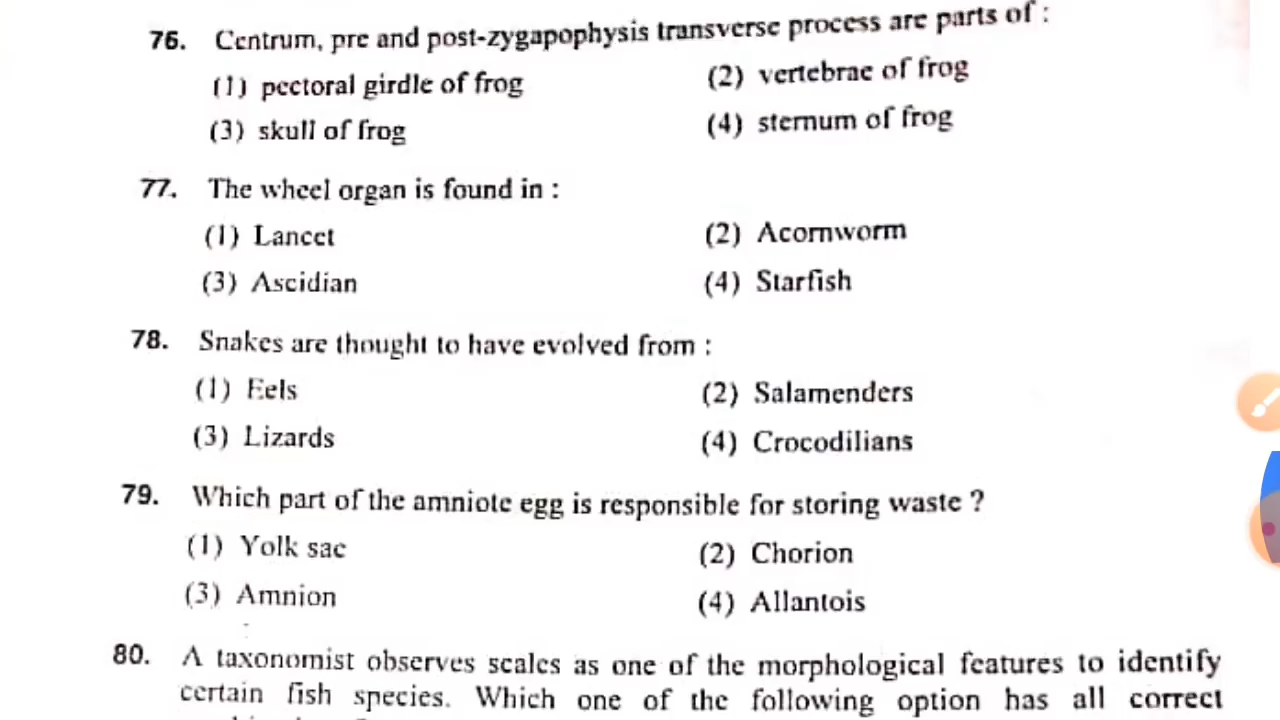 76. Centrum, pre and post-zygapophysis transverse process are parts of :
(1) pectoral girdle of frog (2) vertebrae of frog
(3) skull of frog (4) sternum of frog
77. The wheel organ is found in :
(1) Lancet (2) Acornworm
(3) Ascidian (4) Starfish
78. Snakes are thought to have evolved from :
(1) Eels (2) Salamenders
(3) Lizards (4) Crocodilians
79. Which part of the amniote egg is responsible for storing waste ?
(1) Yolk sac (2) Chorion
(3) Amnion (4) Allantois
80. A taxonomist observes scales as one of the morphological features to identify
certain fish species. Which one of the following option has all correct